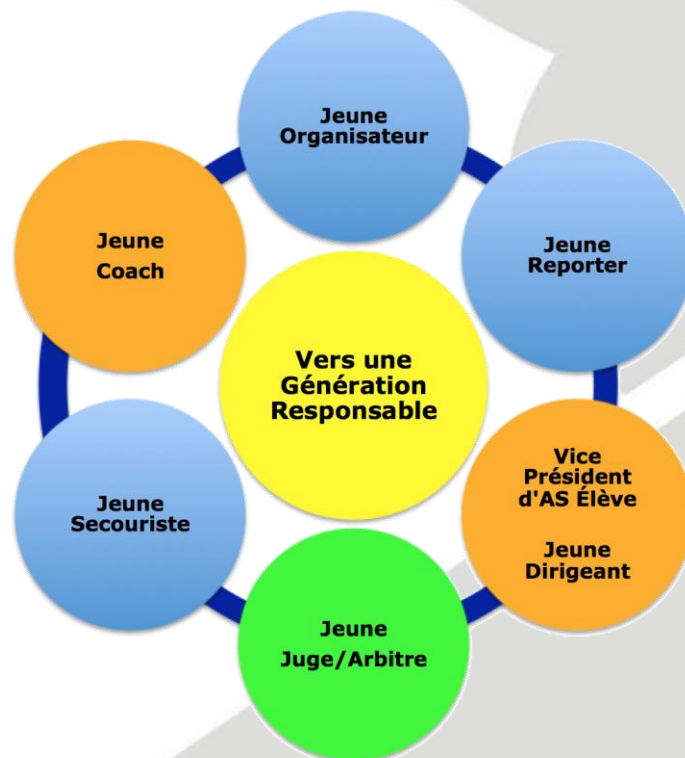 Jeune
Organisateur
Jeune
Reporter
Vice
Président
d'AS Élève
Jeune
Dirigeant
Jeune
Juge/Arbitre
Jeune
Secouriste
Jeune
Coach
Vers une
Génération
Responsable